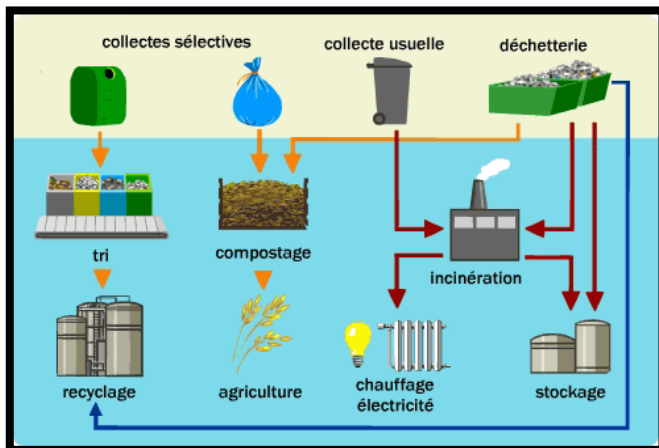 collectes sélectives
collecte usuelle
déchetterie
tri
compostage
incinération
recyclage
agriculture
chauffage
électricité
stockage